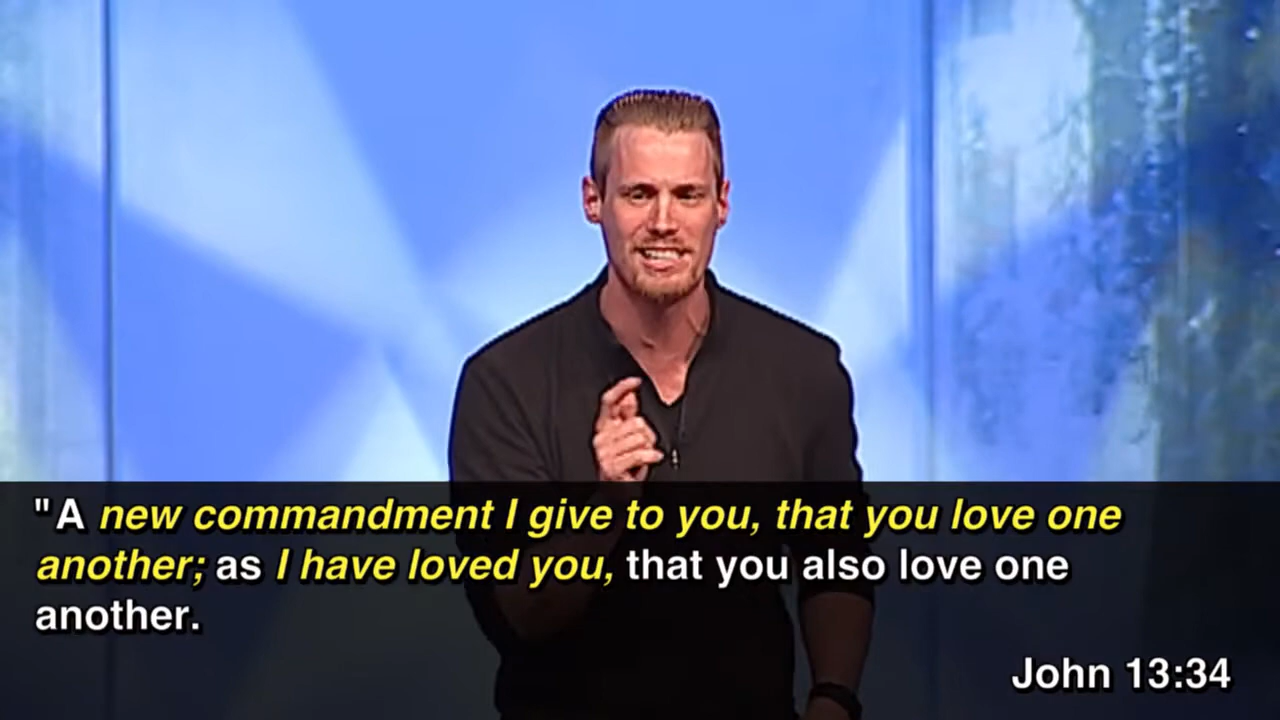 "A new commandment I give to you, that you love one
another; as I have loved you, that you also love one
another.
John 13:34